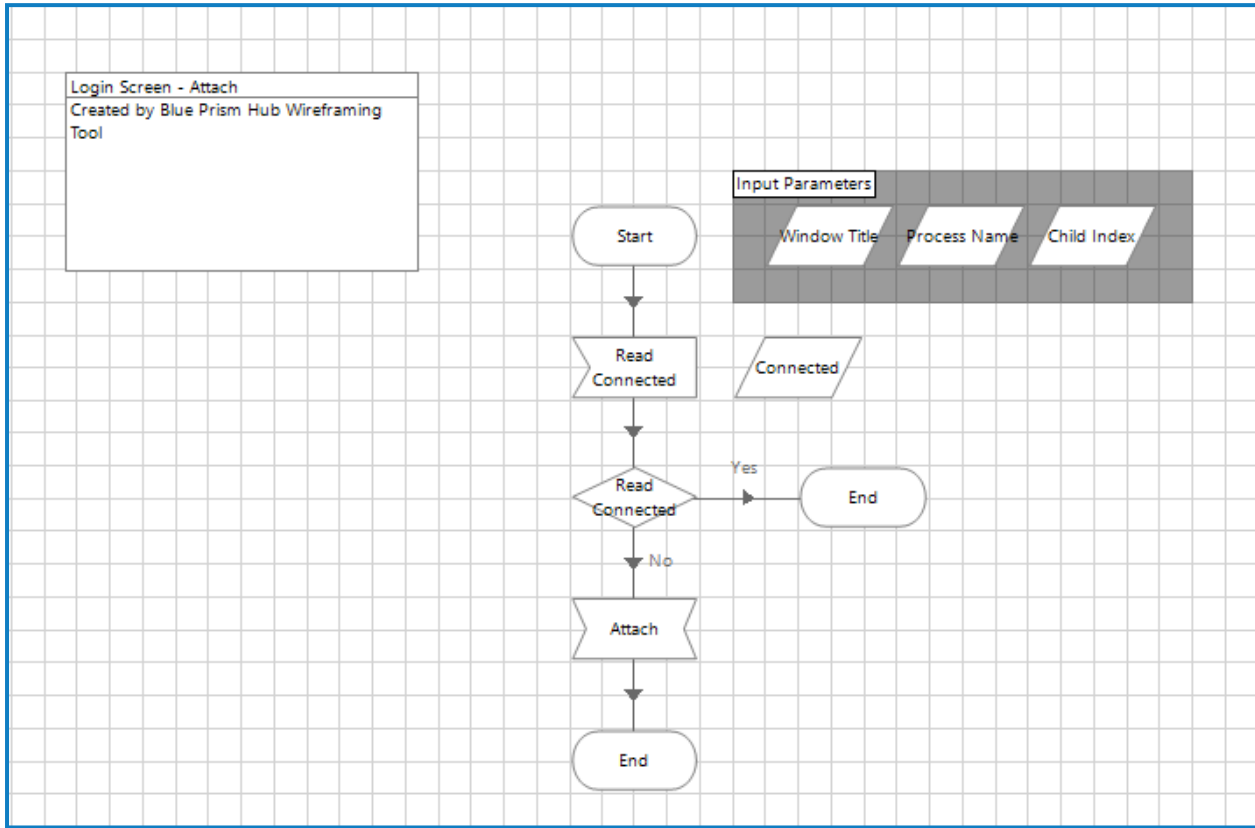 Login Screen - Attach
Created by Blue Prism Hub Wireframing
Tool
Input Parameters
Start
Window Title
Process Name
Child Index
Read
Connected
Connected
Read
Connected
Yes
End
No
Attach
End